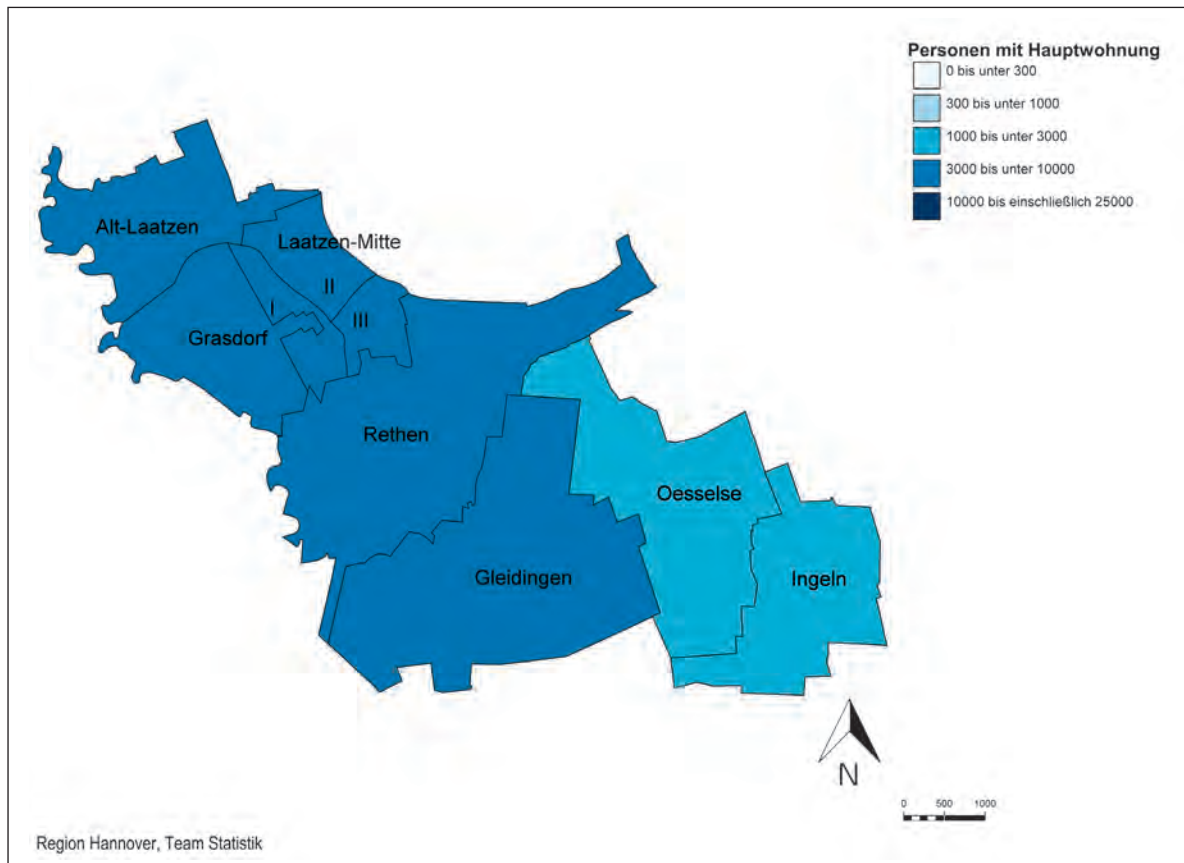 Personen mit Hauptwohnung
0 bis unter 300
300 bis unter 1000
1000 bis unter 3000
3000 bis unter 10000
10000 bis einschließlich 25000
Alt-Laatzen
Laatzen-Mitte
II
I
III
Grasdorf
Rethen
Oesselse
Gleidingen
Ingeln
N
0 500 1000
Region Hannover, Team Statistik